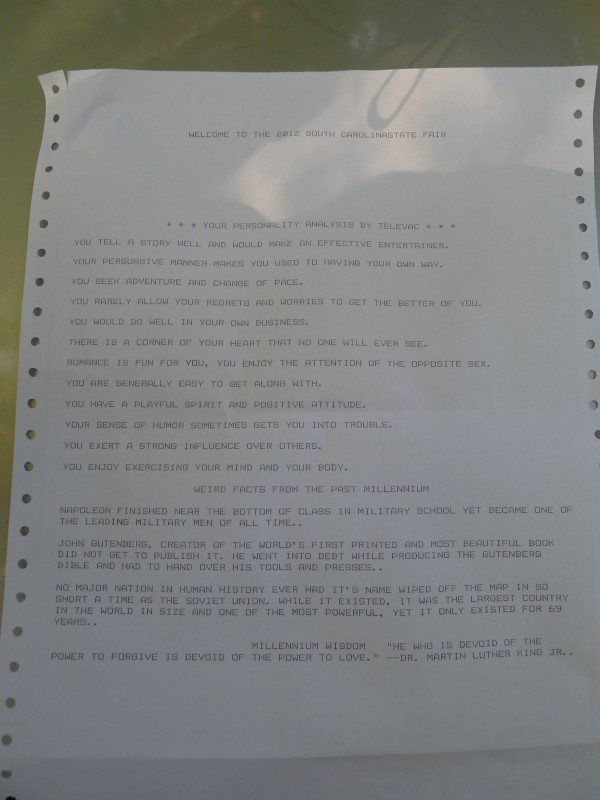 WELCOME TO THE 2012 SOUTH CAROLINASTATE FAIR
* * * YOUR PERSONALITY ANALYSIS BY TELEVAC * * *
YOU TELL A STORY WELL AND WOULD MAKE AN EFFECTIVE ENTERTAINER.
YOUR PERSUASIVE MANNER MAKES YOU USED TO HAVING YOUR OWN WAY.
YOU SEEK ADVENTURE AND CHANGE OF PACE.
YOU RARELY ALLOW YOUR REGRETS AND WORRIES TO GET THE BETTER OF YOU.
YOU WOULD DO WELL IN YOUR OWN BUSINESS.
THERE IS A CORNER OF YOUR HEART THAT NO ONE WILL EVER SEE.
ROMANCE IS FUN FOR YOU, YOU ENJOY THE ATTENTION OF THE OPPOSITE SEX.
YOU ARE GENERALLY EASY TO GET ALONG WITH.
YOU HAVE A PLAYFUL SPIRIT AND POSITIVE ATTITUDE.
YOUR SENSE OF HUMOR SOMETIMES GETS YOU INTO TROUBLE.
YOU EXERT A STRONG INFLUENCE OVER OTHERS.
YOU ENJOY EXERCISING YOUR MIND AND YOUR BODY.
WEIRD FACTS FROM THE PAST MILLENNIUM
NAPOLEON FINISHED NEAR THE BOTTOM OF CLASS IN MILITARY SCHOOL YET BECAME ONE OF
THE LEADING MILITARY MEN OF ALL TIME..
JOHN GUTENBERG, CREATOR OF THE WORLD'S FIRST PRINTED AND MOST BEAUTIFUL BOOK
DID NOT GET TO PUBLISH IT. HE WENT INTO DEBT WHILE PRODUCING THE GUTENBERG
BIBLE AND HAD TO HAND OVER HIS TOOLS AND PRESSES..
NO MAJOR NATION IN HUMAN HISTORY EVER HAD IT'S NAME WIPED OFF THE MAP IN SO
SHORT A TIME AS THE SOVIET UNION. WHILE IT EXISTED, IT WAS THE LARGEST COUNTRY
IN THE WORLD IN SIZE AND ONE OF THE MOST POWERFUL, YET IT ONLY EXISTED FOR 69
YEARS..
MILLENNIUM WISDOM "HE WHO IS DEVOID OF THE
POWER TO FORGIVE IS DEVOID OF THE POWER TO LOVE." --DR. MARTIN LUTHER KING JR..